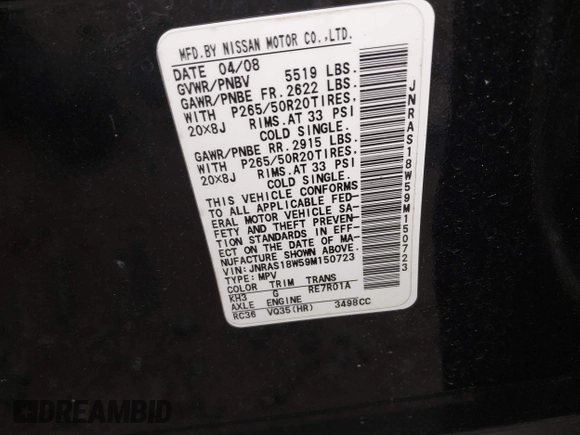 MFD.BY NISSAN MOTOR CO.,LTD.
DATE 04/08
GVWR/PNBV 5519 LBS.
GAWR/PNBE FR. 2622 LBS.
WITH P265/50R20TIRES,
20X8J RIMS.AT 33 PSI
COLD SINGLE.
GAWR/PNBE RR. 2915 LBS.
WITH P265/50R20TIRES,
20X8J RIMS.AT 33 PSI
COLD SINGLE.
THIS VEHICLE CONFORMS
TO ALL APPLICABLE FED-
ERAL MOTOR VEHICLE SA-
FETY AND THEFT PREVEN-
TION STANDARDS IN EFF-
ECT ON THE DATE OF MA-
NUFACTURE SHOWN ABOVE.
VIN:JNRAS18W59M150723
TYPE:MPV
COLOR TRIM TRANS
KH3 G RE7R01A
AXLE ENGINE
RC36 VQ35(HR) 3498CC
JNRAS18W59M150723
DREAMBID